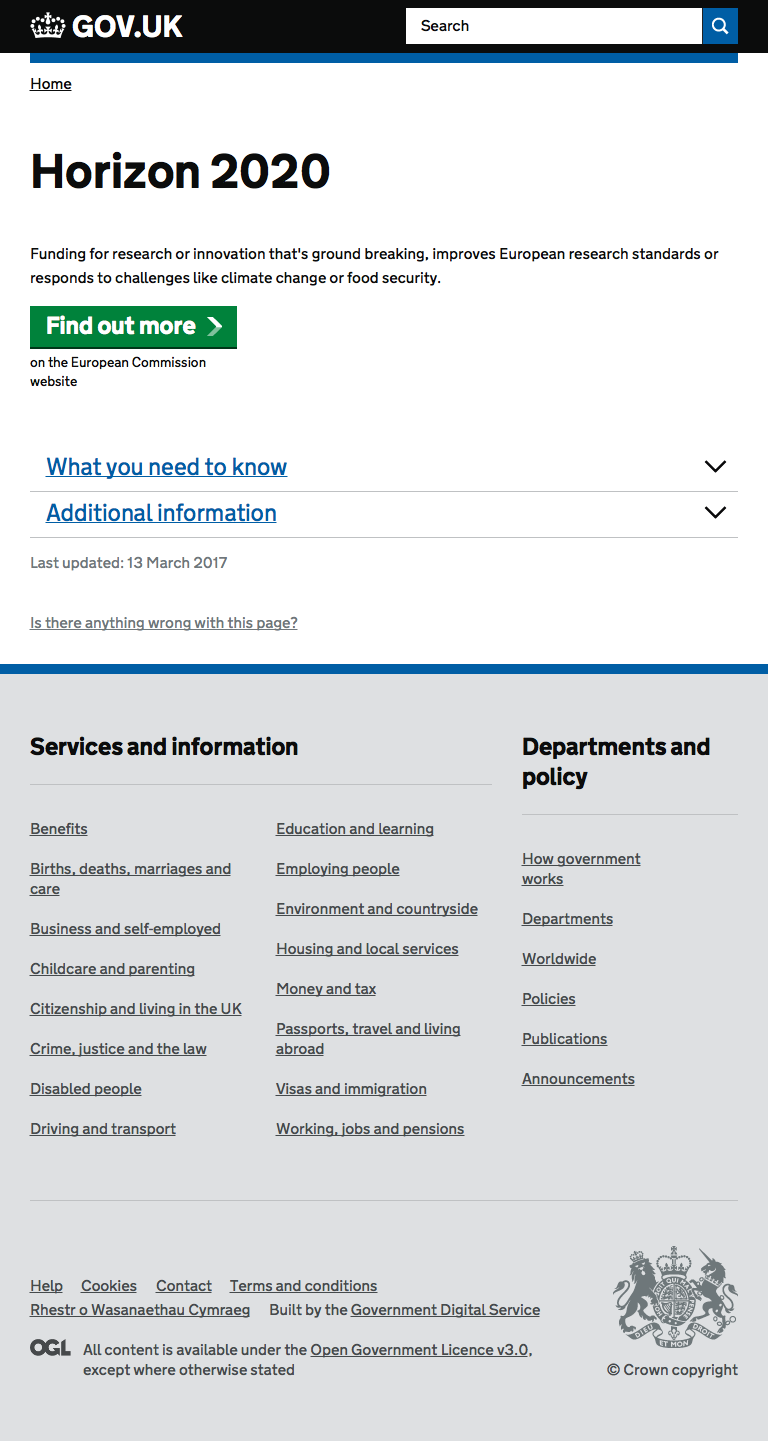 GOV.UK
Search
Home
Horizon 2020
Funding for research or innovation that's ground breaking, improves European research standards or
responds to challenges like climate change or food security.
Find out more
on the European Commission
website
What you need to know
Additional information
Last updated: 13 March 2017
Is there anything wrong with this page?
Services and information
Benefits
Births, deaths, marriages and
care
Business and self-employed
Childcare and parenting
Citizenship and living in the UK
Crime, justice and the law
Disabled people
Driving and transport
Education and learning
Employing people
Environment and countryside
Housing and local services
Money and tax
Passports, travel and living
abroad
Visas and immigration
Working, jobs and pensions
Departments and
policy
How government
works
Departments
Worldwide
Policies
Publications
Announcements
Help Cookies Contact Terms and conditions
Rhestr o Wasanaethau Cymraeg Built by the Government Digital Service
OGL All content is available under the Open Government Licence v3.0,
except where otherwise stated
DIEU ET MON DROIT
© Crown copyright